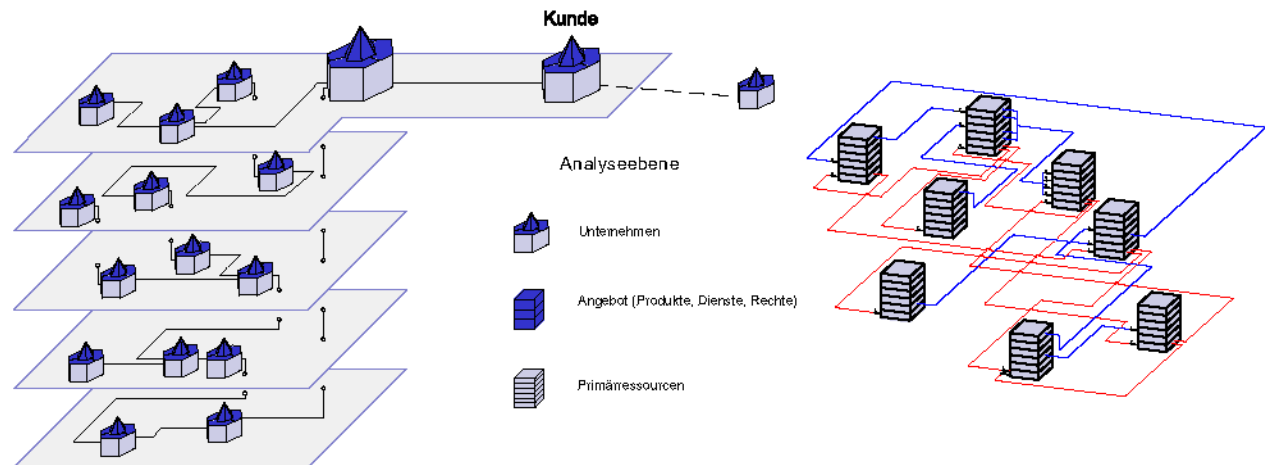 Kunde
Analyseebene
Unternehmen
Angebot (Produkte, Dienste, Rechte)
Primärressourcen